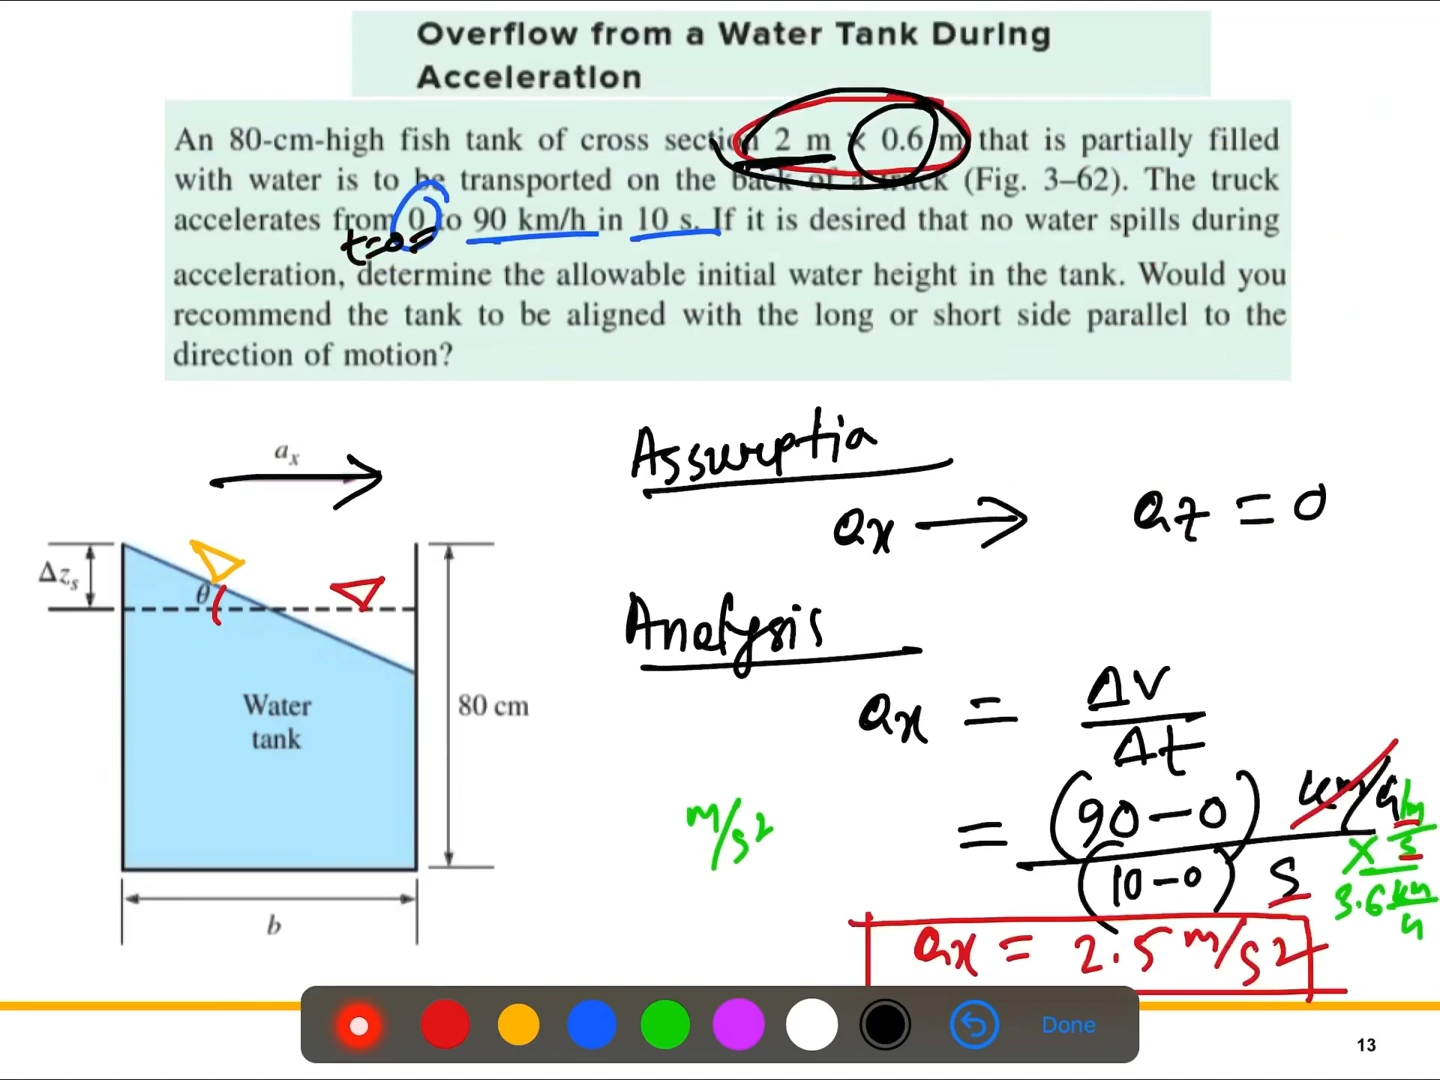 Overflow from a Water Tank During
Acceleration
An 80-cm-high fish tank of cross section 2 m × 0.6 m that is partially filled
with water is to be transported on the back of a truck (Fig. 3–62). The truck
accelerates from 0 to 90 km/h in 10 s. If it is desired that no water spills during
t=0=
acceleration, determine the allowable initial water height in the tank. Would you
recommend the tank to be aligned with the long or short side parallel to the
direction of motion?
Assumptio
ax
ax → az = 0
Δzs
θ
Analysis
Water
tank
80 cm
ax = ΔV
Δt
m/s2
= (90-0) km/h
(10-0) s
× m/s
3.6 km/h
b
ax = 2.5 m/s2
Done
13